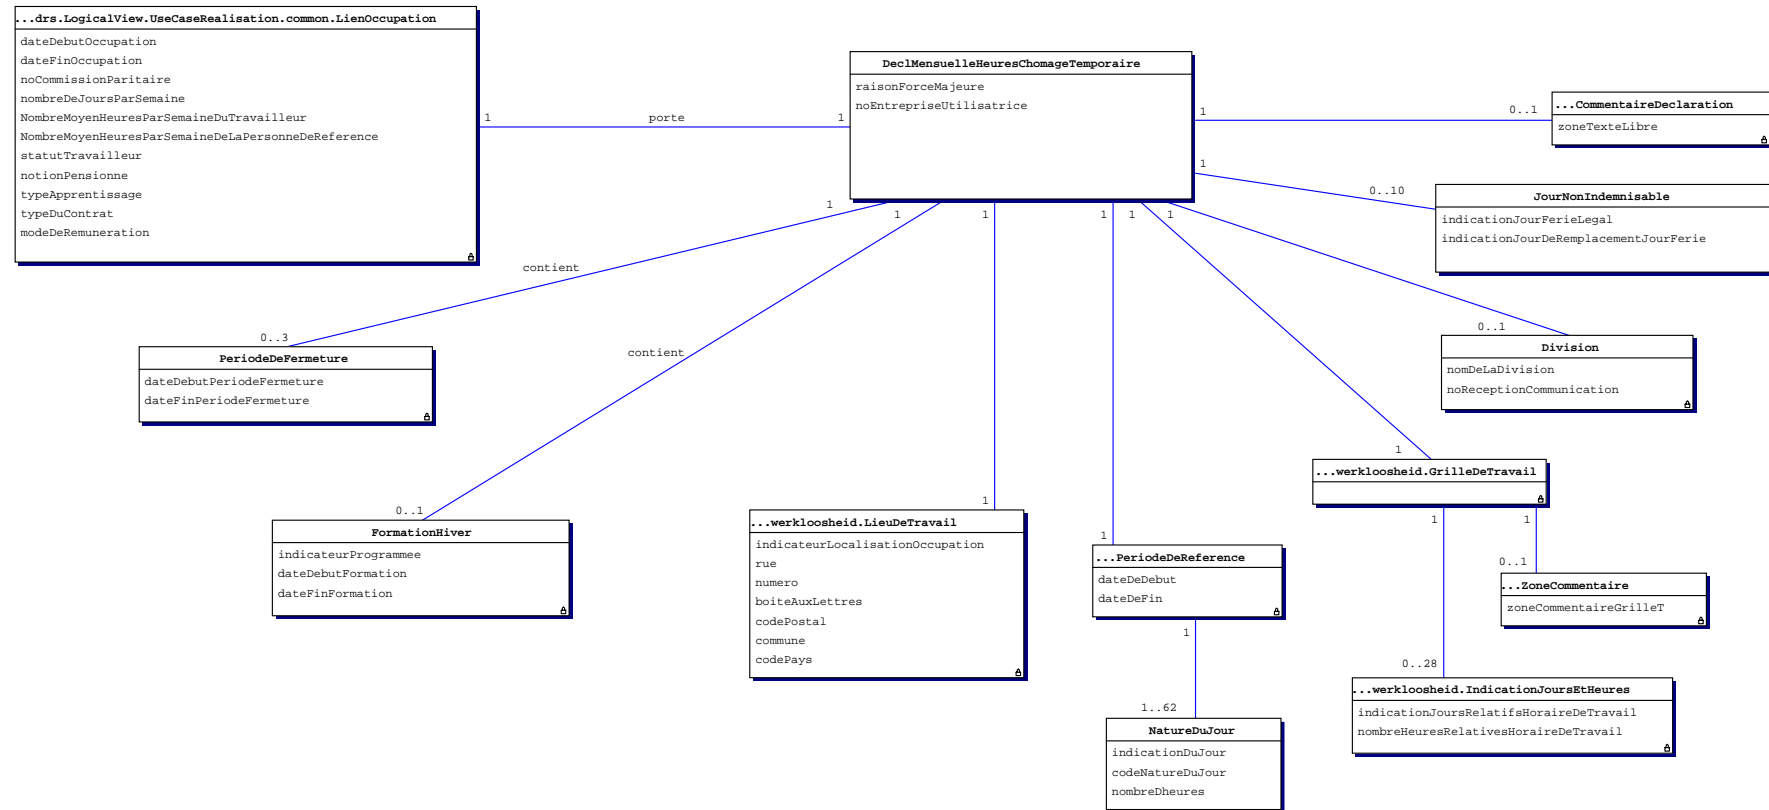 ...drs.LogicalView.UseCaseRealisation.common.LienOccupation
dateDebutOccupation
dateFinOccupation
noCommissionParitaire
nombreDeJoursParSemaine
NombreMoyenHeuresParSemaineDuTravailleur
NombreMoyenHeuresParSemaineDeLaPersonneDeReference
statutTravailleur
notionPensionne
typeApprentissage
typeDuContrat
modeDeRemuneration
1
porte
1
DeclMensuelleHeuresChomageTemporaire
raisonForceMajeure
noEntrepriseUtilisatrice
1
0..1
...CommentaireDeclaration
zoneTexteLibre
1
0..10
JourNonIndemnisable
indicationJourFerieLegal
indicationJourDeRemplacementJourFerie
1
1
1
1
1
1
contient
0..3
PeriodeDeFermeture
dateDebutPeriodeFermeture
dateFinPeriodeFermeture
contient
0..1
Division
nomDeLaDivision
noReceptionCommunication
0..1
FormationHiver
indicateurProgrammee
dateDebutFormation
dateFinFormation
1
...werkloosheid.LieuDeTravail
indicateurLocalisationOccupation
rue
numero
boiteAuxLettres
codePostal
commune
codePays
1
...PeriodeDeReference
dateDeDebut
dateDeFin
1
1..62
NatureDuJour
indicationDuJour
codeNatureDuJour
nombreDheures
1
...werkloosheid.GrilleDeTravail
1
1
0..1
...ZoneCommentaire
zoneCommentaireGrilleT
0..28
...werkloosheid.IndicationJoursEtHeures
indicationJoursRelatifsHoraireDeTravail
nombreHeuresRelativesHoraireDeTravail